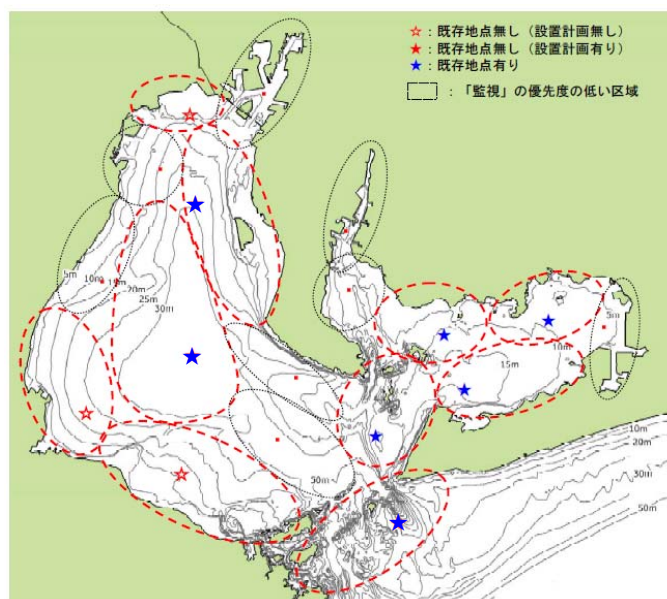 ☆：既存地点無し（設置計画無し）
★：既存地点無し（設置計画有り）
★：既存地点有り
：「監視」の優先度の低い区域
5m
10m
15m
20m
25m
30m
5m
10m
15m
50m
10m
20m
30m
50m